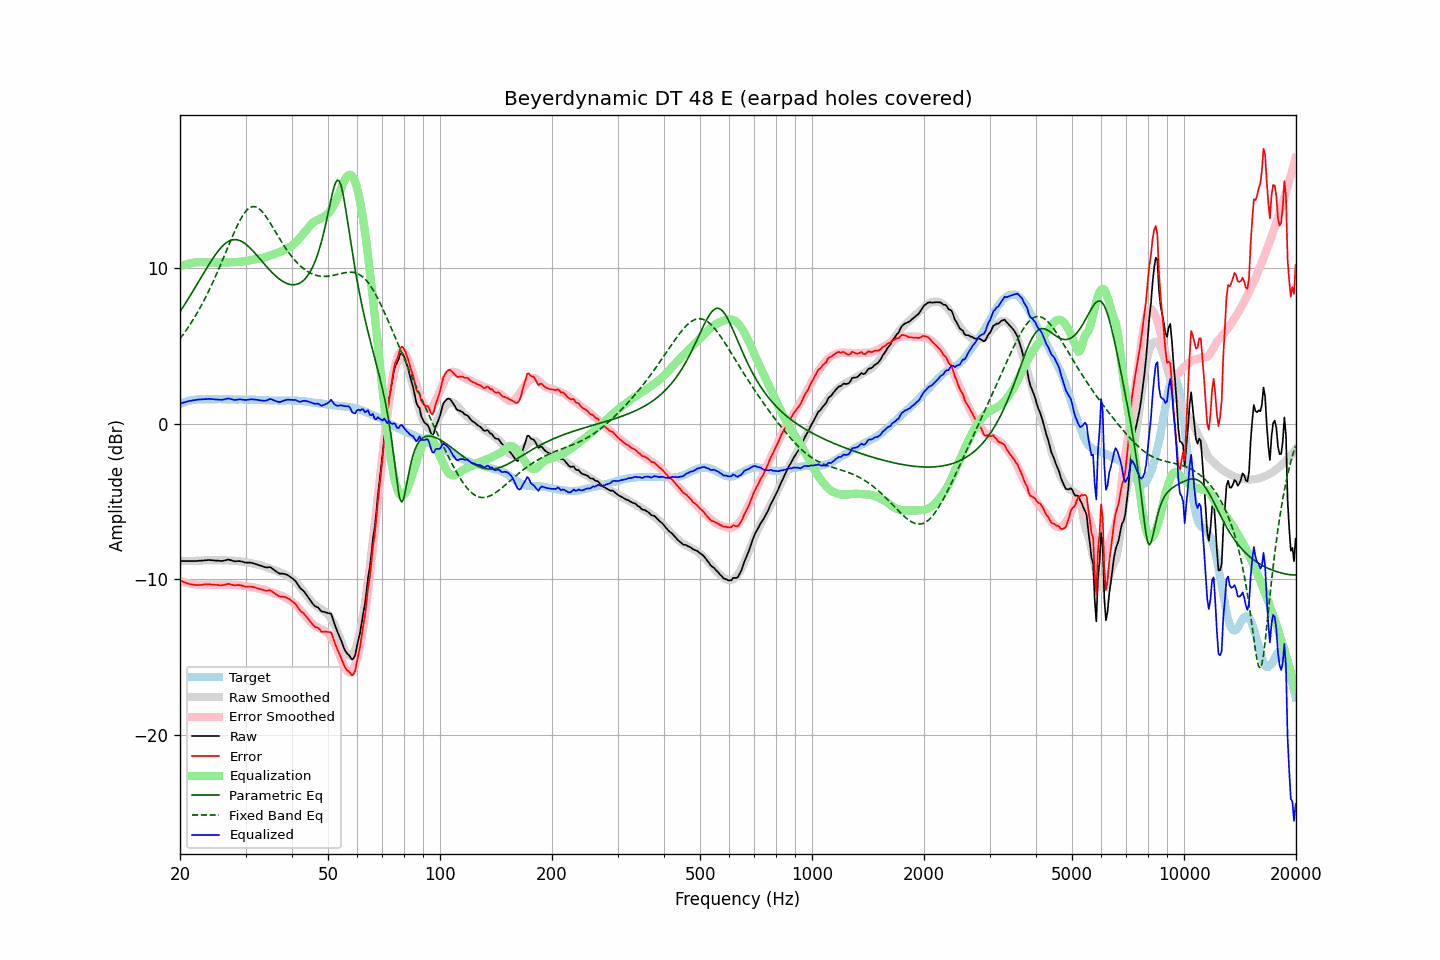 Beyerdynamic DT 48 E (earpad holes covered)
Amplitude (dBr)
10
0
−10
−20
Target
Raw Smoothed
Error Smoothed
Raw
Error
Equalization
Parametric Eq
Fixed Band Eq
Equalized
20 50 100 200 500 1000 2000 5000 10000 20000
Frequency (Hz)